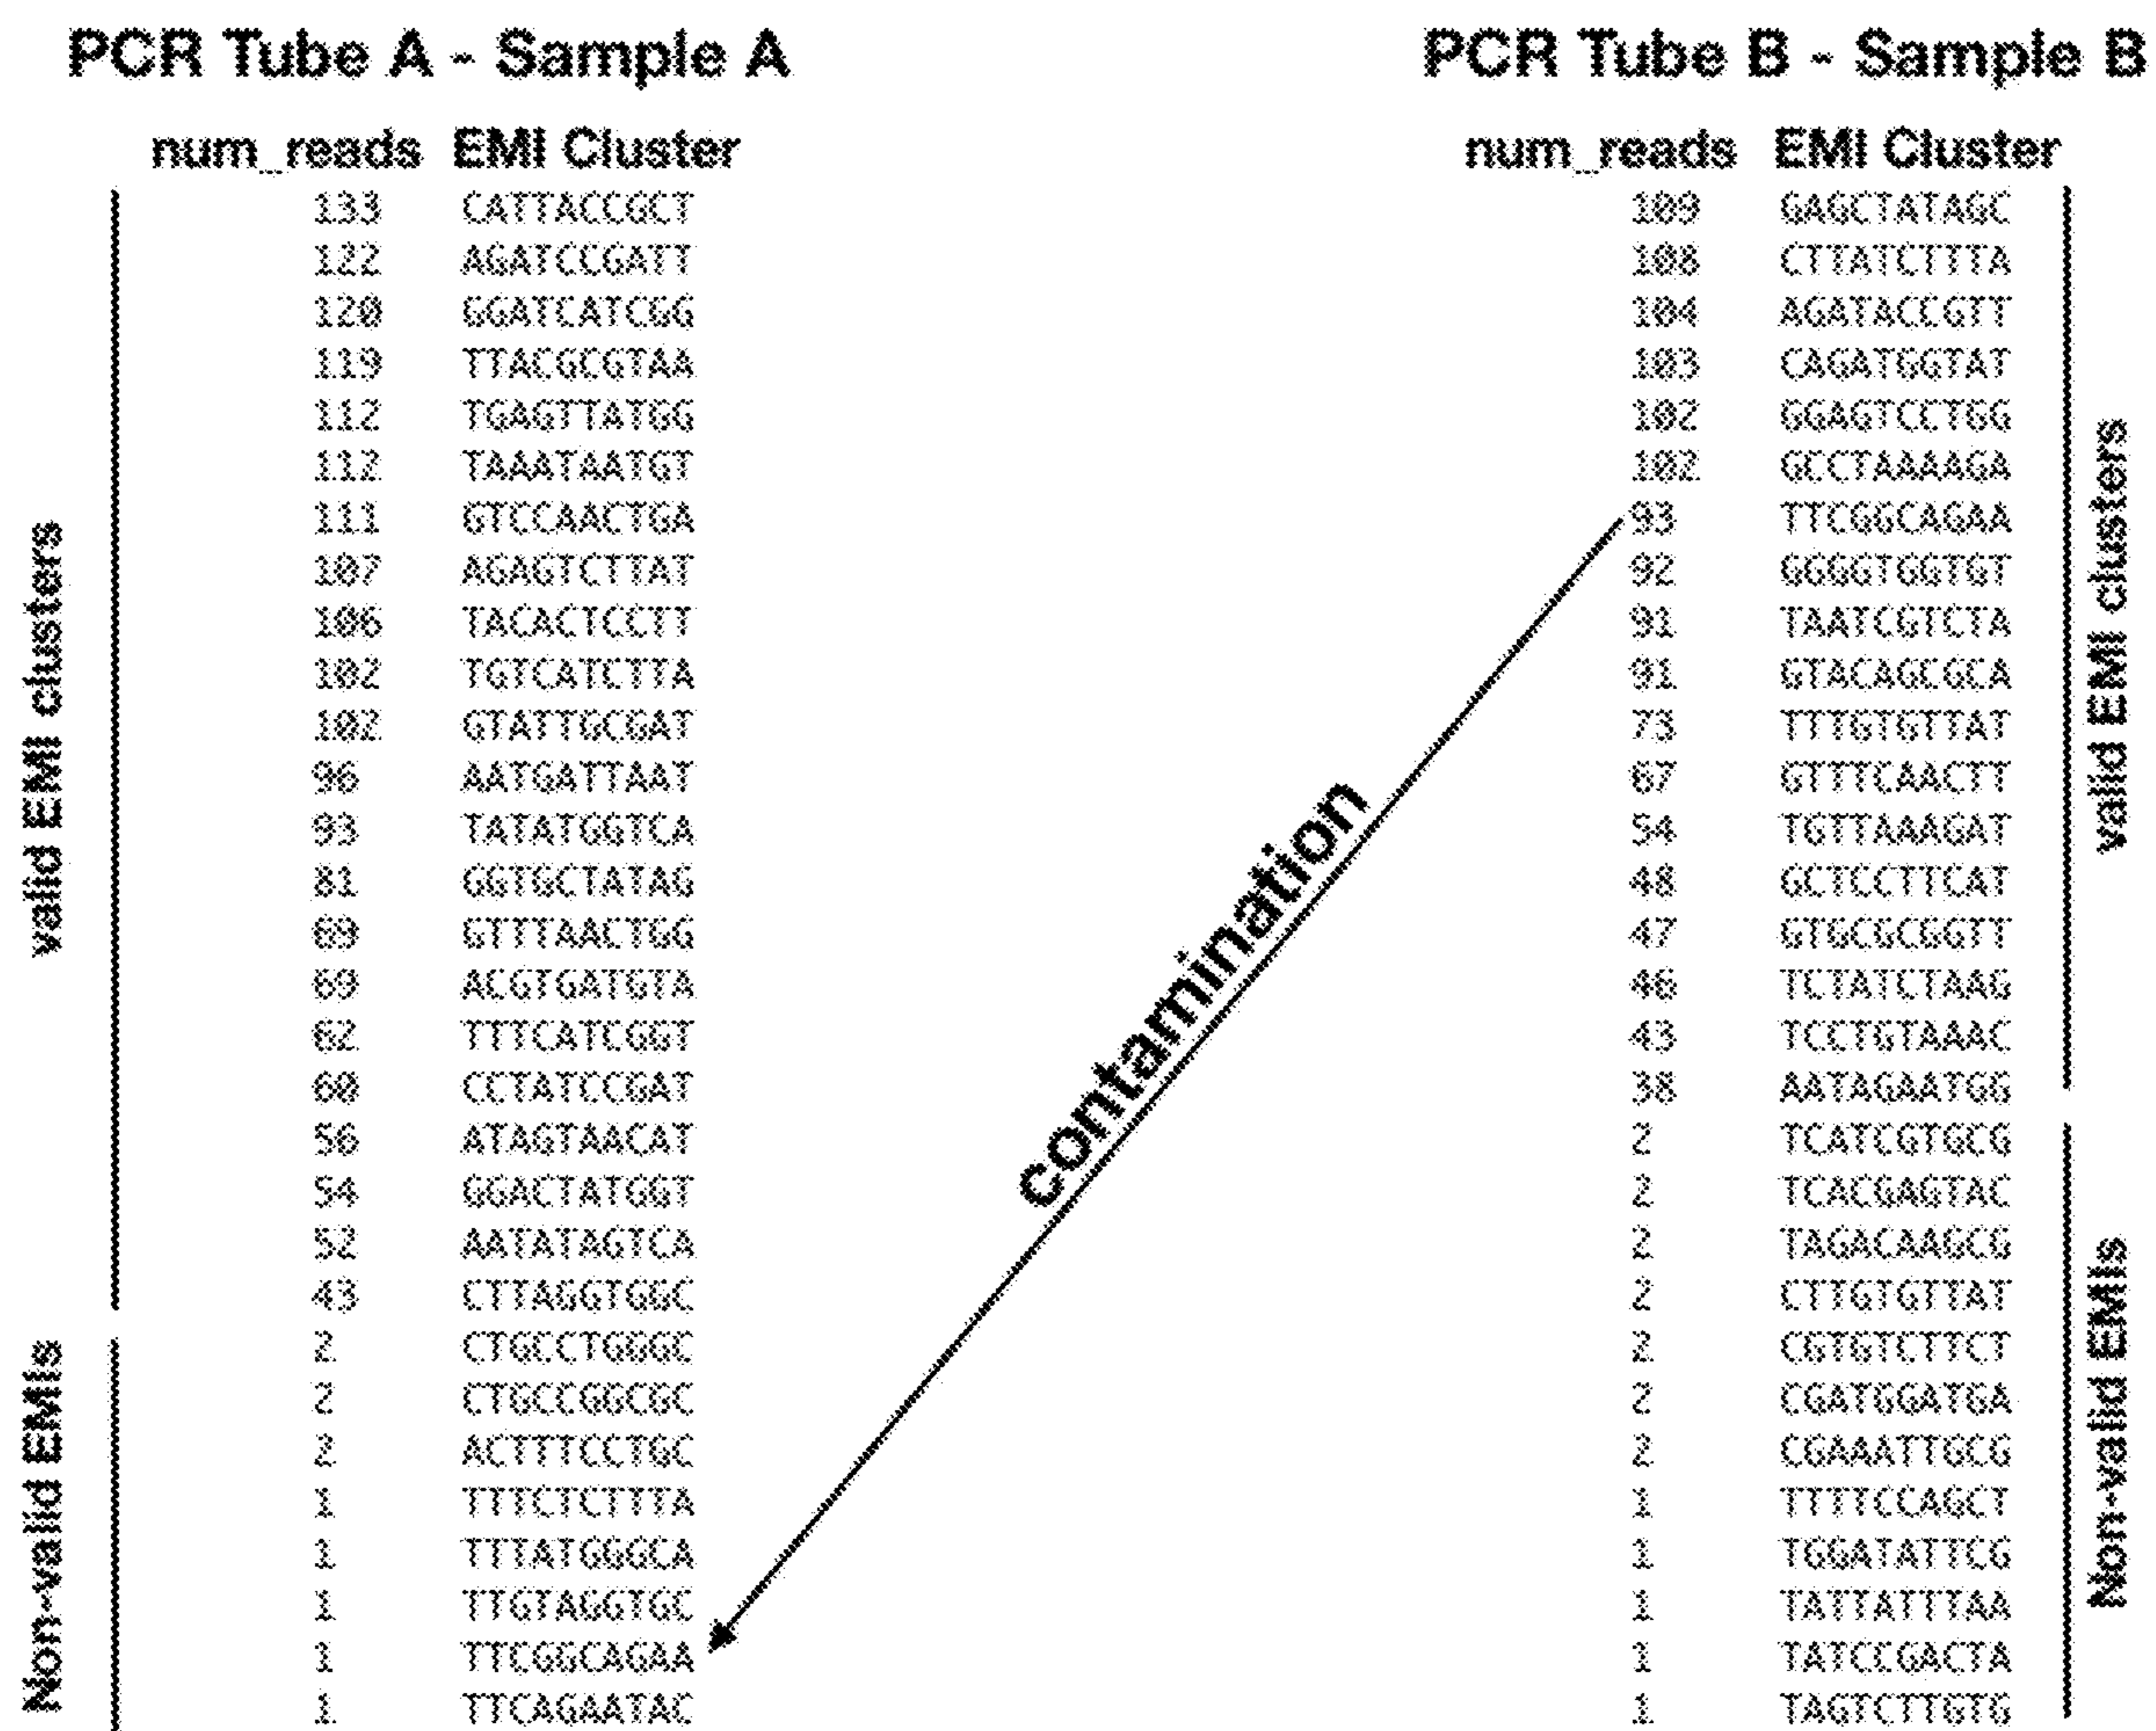 PCR Tube A - Sample A
num_reads EMI Cluster
133 CATTACCGCT
122 AGATCCGATT
120 GGATCATCGG
119 TTACGCGTAA
112 TGAGTTATGG
112 TAAATAATGT
111 GTCCAACTGA
107 AGAGTCTTAT
106 TACACTCCTT
102 TGTCATCTTA
102 GTATTGCGAT
96 AATGATTAAT
93 TATATGGTCA
81 GGTGCTATAG
69 GTTTAACTGG
69 ACGTGATGTA
62 TTTCATCGGT
60 CCTATCCGAT
56 ATAGTAACAT
54 GGACTATGGT
52 AATATAGTCA
43 CTTAGGTGGC
2 CTGCCTGGGC
2 CTGCCGGCGC
2 ACTTTCCTGC
1 TTTCTCTTTA
1 TTTATGGGCA
1 TTGTAGGTGC
1 TTCGGCAGAA
1 TTCAGAATAC
valid EMI clusters
Non-valid EMIs
contamination
PCR Tube B - Sample B
num_reads EMI Cluster
109 GAGCTATAGC
108 CTTATCTTTA
104 AGATACCGTT
103 CAGATGGTAT
102 GGAGTCCTGG
102 GCCTAAAAGA
93 TTCGGCAGAA
92 GGGGTGGTGT
91 TAATCGTCTA
91 GTACAGCGCA
73 TTTGTGTTAT
67 GTTTCAACTT
54 TGTTAAAGAT
48 GCTCCTTCAT
47 GTGCGCGGTT
46 TCTATCTAAG
43 TCCTGTAAAC
38 AATAGAATGG
2 TCATCGTGCG
2 TCACGAGTAC
2 TAGACAAGCG
2 CTTGTGTTAT
2 CGTGTCTTCT
2 CGATGGATGA
2 CGAAATTGCG
1 TTTTCCAGCT
1 TGGATATTCG
1 TATTATTTAA
1 TATCCGACTA
1 TAGTCTTGTG
valid EMI clusters
Non-valid EMIs